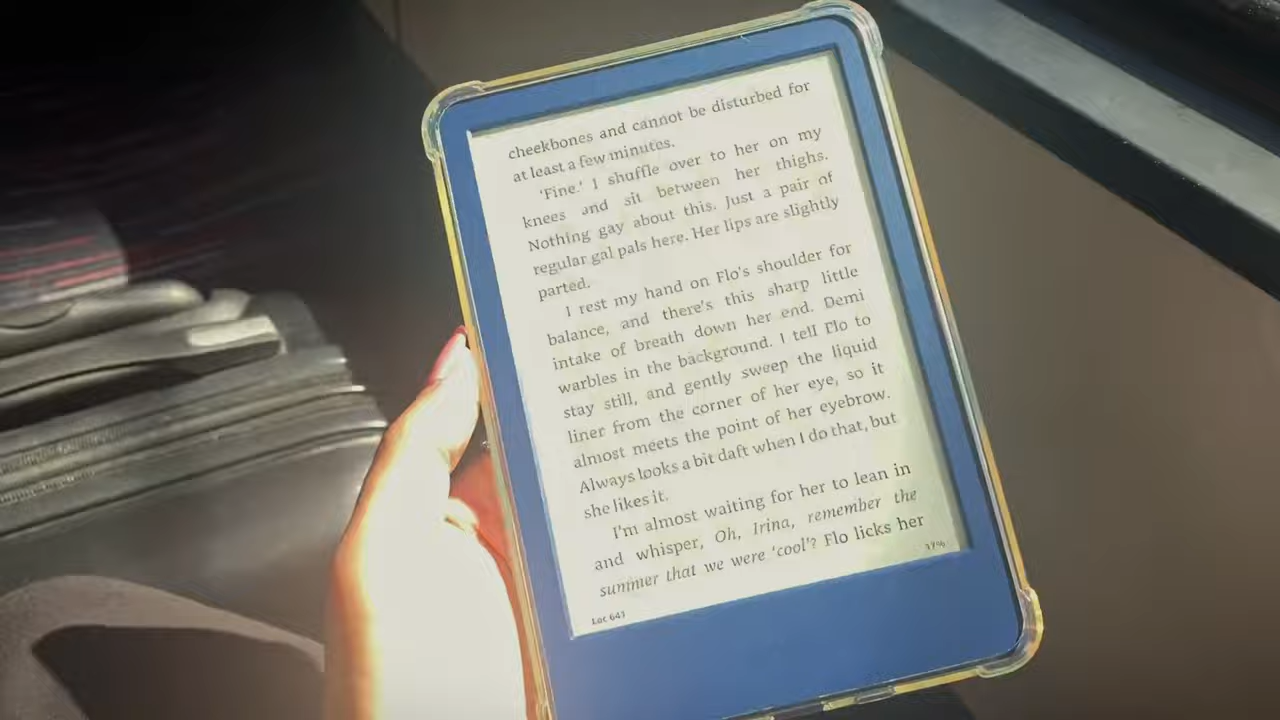 cheekbones and cannot be disturbed for
at least a few minutes.
'Fine.' I shuffle over to her on my
knees and sit between her thighs.
Nothing gay about this. Just a pair of
regular gal pals here. Her lips are slightly
parted.
I rest my hand on Flo's shoulder for
balance, and there's this sharp little
intake of breath down her end. Demi
warbles in the background. I tell Flo to
stay still, and gently sweep the liquid
liner from the corner of her eye, so it
almost meets the point of her eyebrow.
Always looks a bit daft when I do that, but
she likes it.
I'm almost waiting for her to lean in
and whisper, Oh, Irina, remember the
summer that we were 'cool'? Flo licks her
Loc 641
17%